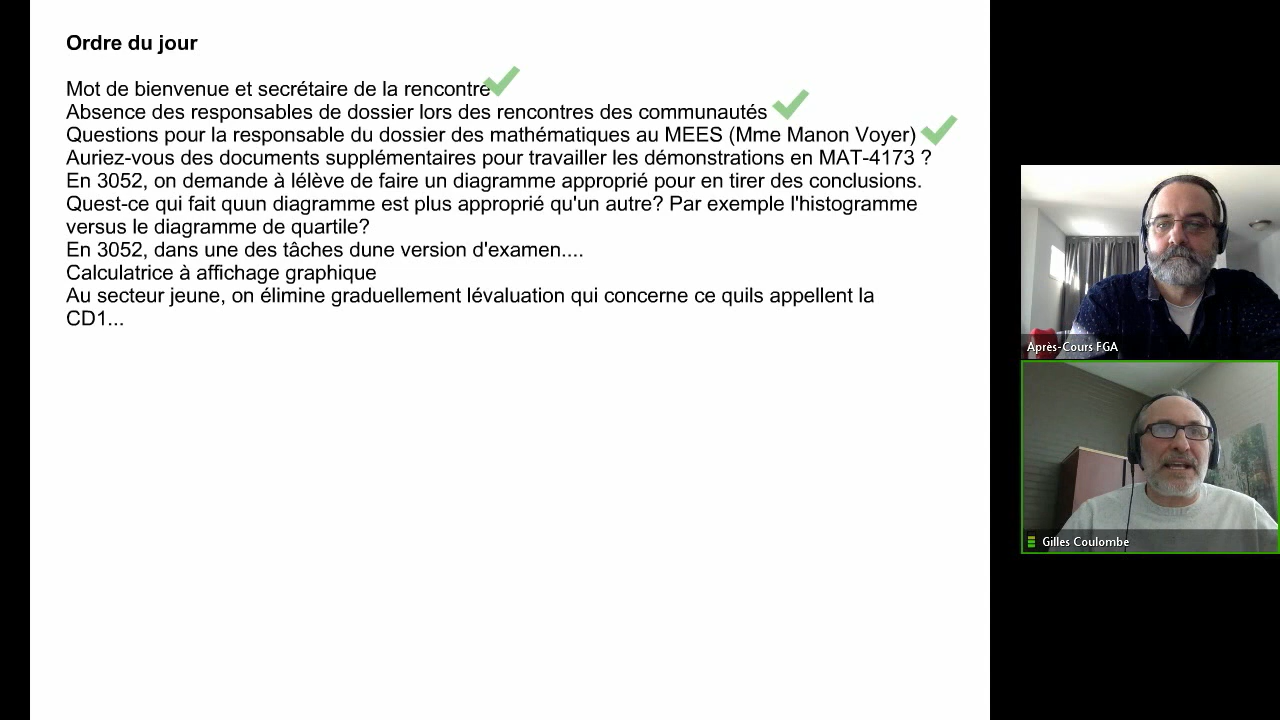 Ordre du jour
Mot de bienvenue et secrétaire de la rencontre
Absence des responsables de dossier lors des rencontres des communautés
Questions pour la responsable du dossier des mathématiques au MEES (Mme Manon Voyer)
Auriez-vous des documents supplémentaires pour travailler les démonstrations en MAT-4173 ?
En 3052, on demande à lélève de faire un diagramme approprié pour en tirer des conclusions.
Quest-ce qui fait quun diagramme est plus approprié qu'un autre? Par exemple l'histogramme
versus le diagramme de quartile?
En 3052, dans une des tâches dune version d'examen....
Calculatrice à affichage graphique
Au secteur jeune, on élimine graduellement lévaluation qui concerne ce quils appellent la
CD1...
Après-Cours FGA
Gilles Coulombe